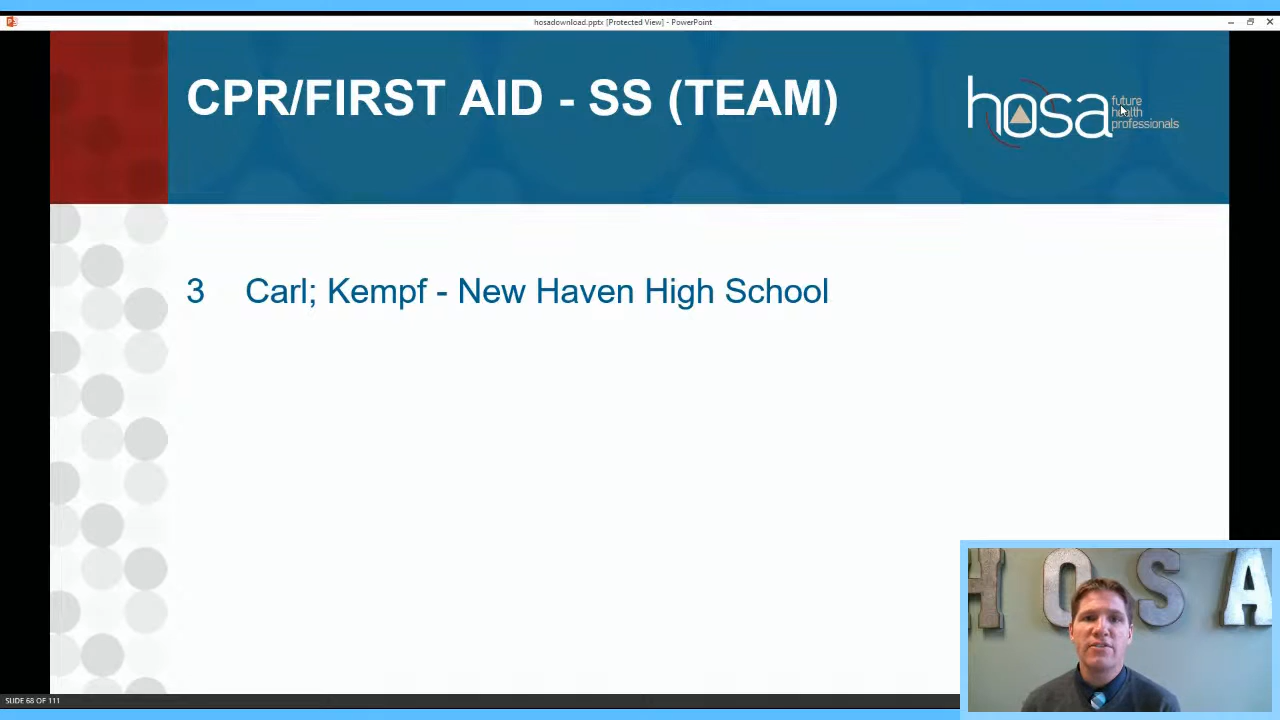 hosadownload.pptx [Protected View] - PowerPoint
CPR/FIRST AID - SS (TEAM)
hosa
future
health
professionals
3 Carl; Kempf - New Haven High School
HOSA
SLIDE 68 OF 111